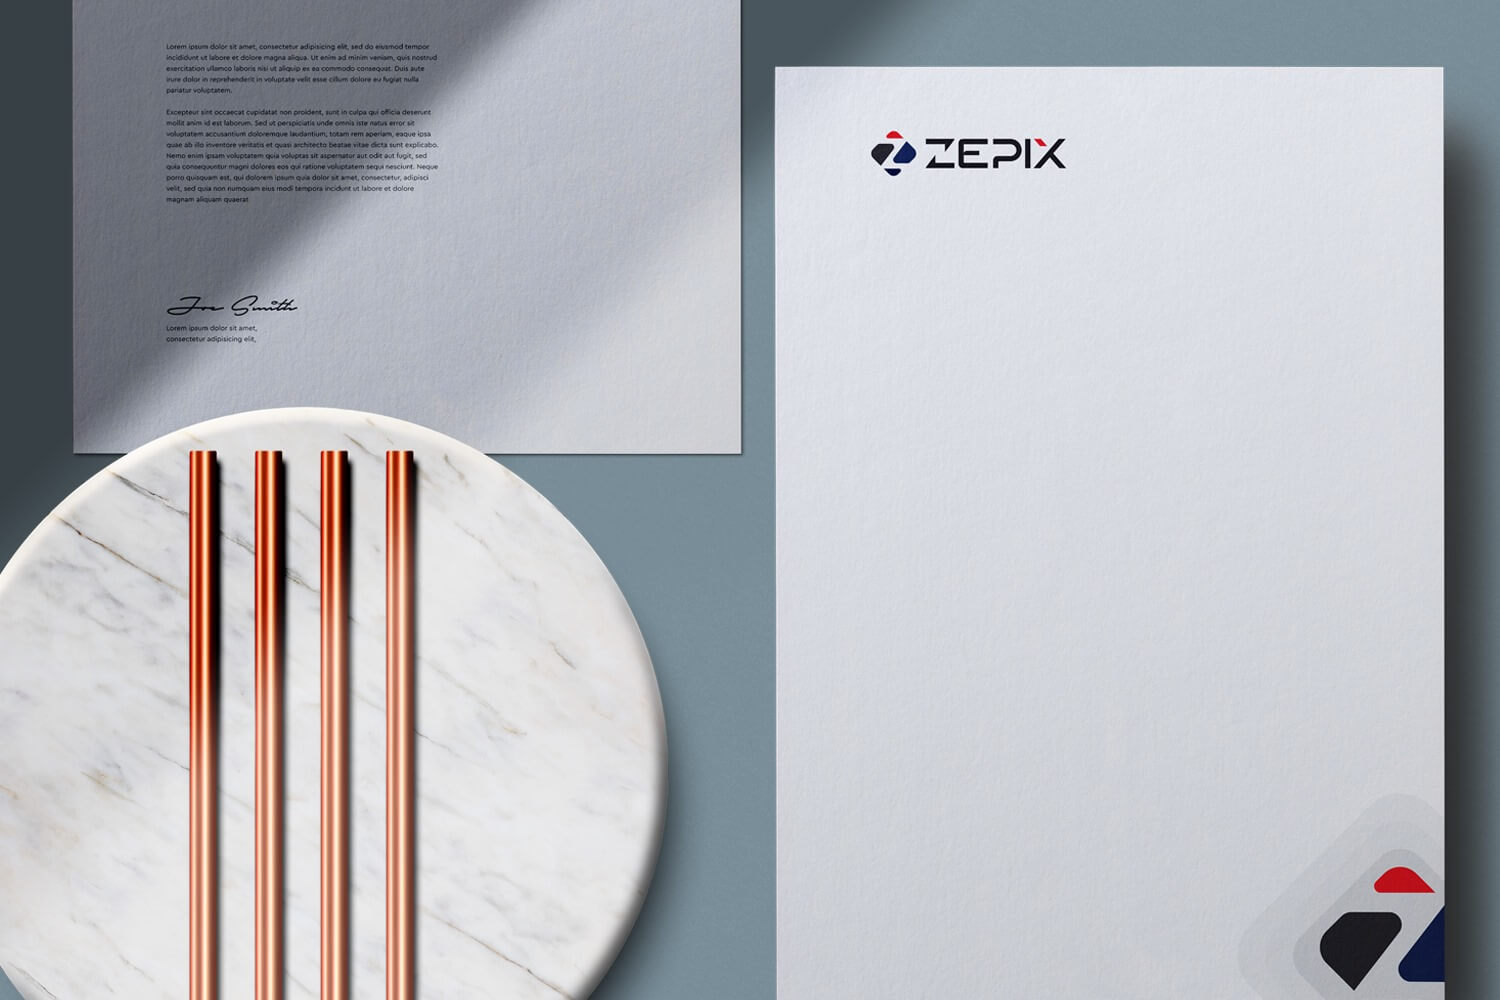 Lorem ipsum dolor sit amet, consectetur adipisicing elit, sed do eiusmod tempor
incididunt ut labore et dolore magna aliqua. Ut enim ad minim veniam, quis nostrud
exercitation ullamco laboris nisi ut aliquip ex ea commodo consequat. Duis aute
irure dolor in reprehenderit in voluptate velit esse cillum dolore eu fugiat nulla
pariatur voluptatem.
Excepteur sint occaecat cupidatat non proident, sunt in culpa qui officia deserunt
mollit anim id est laborum. Sed ut perspiciatis unde omnis iste natus error sit
voluptatem accusantium doloremque laudantium, totam rem aperiam, eaque ipsa
quae ab illo inventore veritatis et quasi architecto beatae vitae dicta sunt explicabo.
Nemo enim ipsam voluptatem quia voluptas sit aspernatur aut odit aut fugit, sed
quia consequuntur magni dolores eos qui ratione voluptatem sequi nesciunt. Neque
porro quisquam est, qui dolorem ipsum quia dolor sit amet, consectetur, adipisci
velit, sed quia non numquam eius modi tempora incidunt ut labore et dolore
magnam aliquam quaerat
Joe Smith
Lorem ipsum dolor sit amet,
consectetur adipisicing elit,
ZEPIX